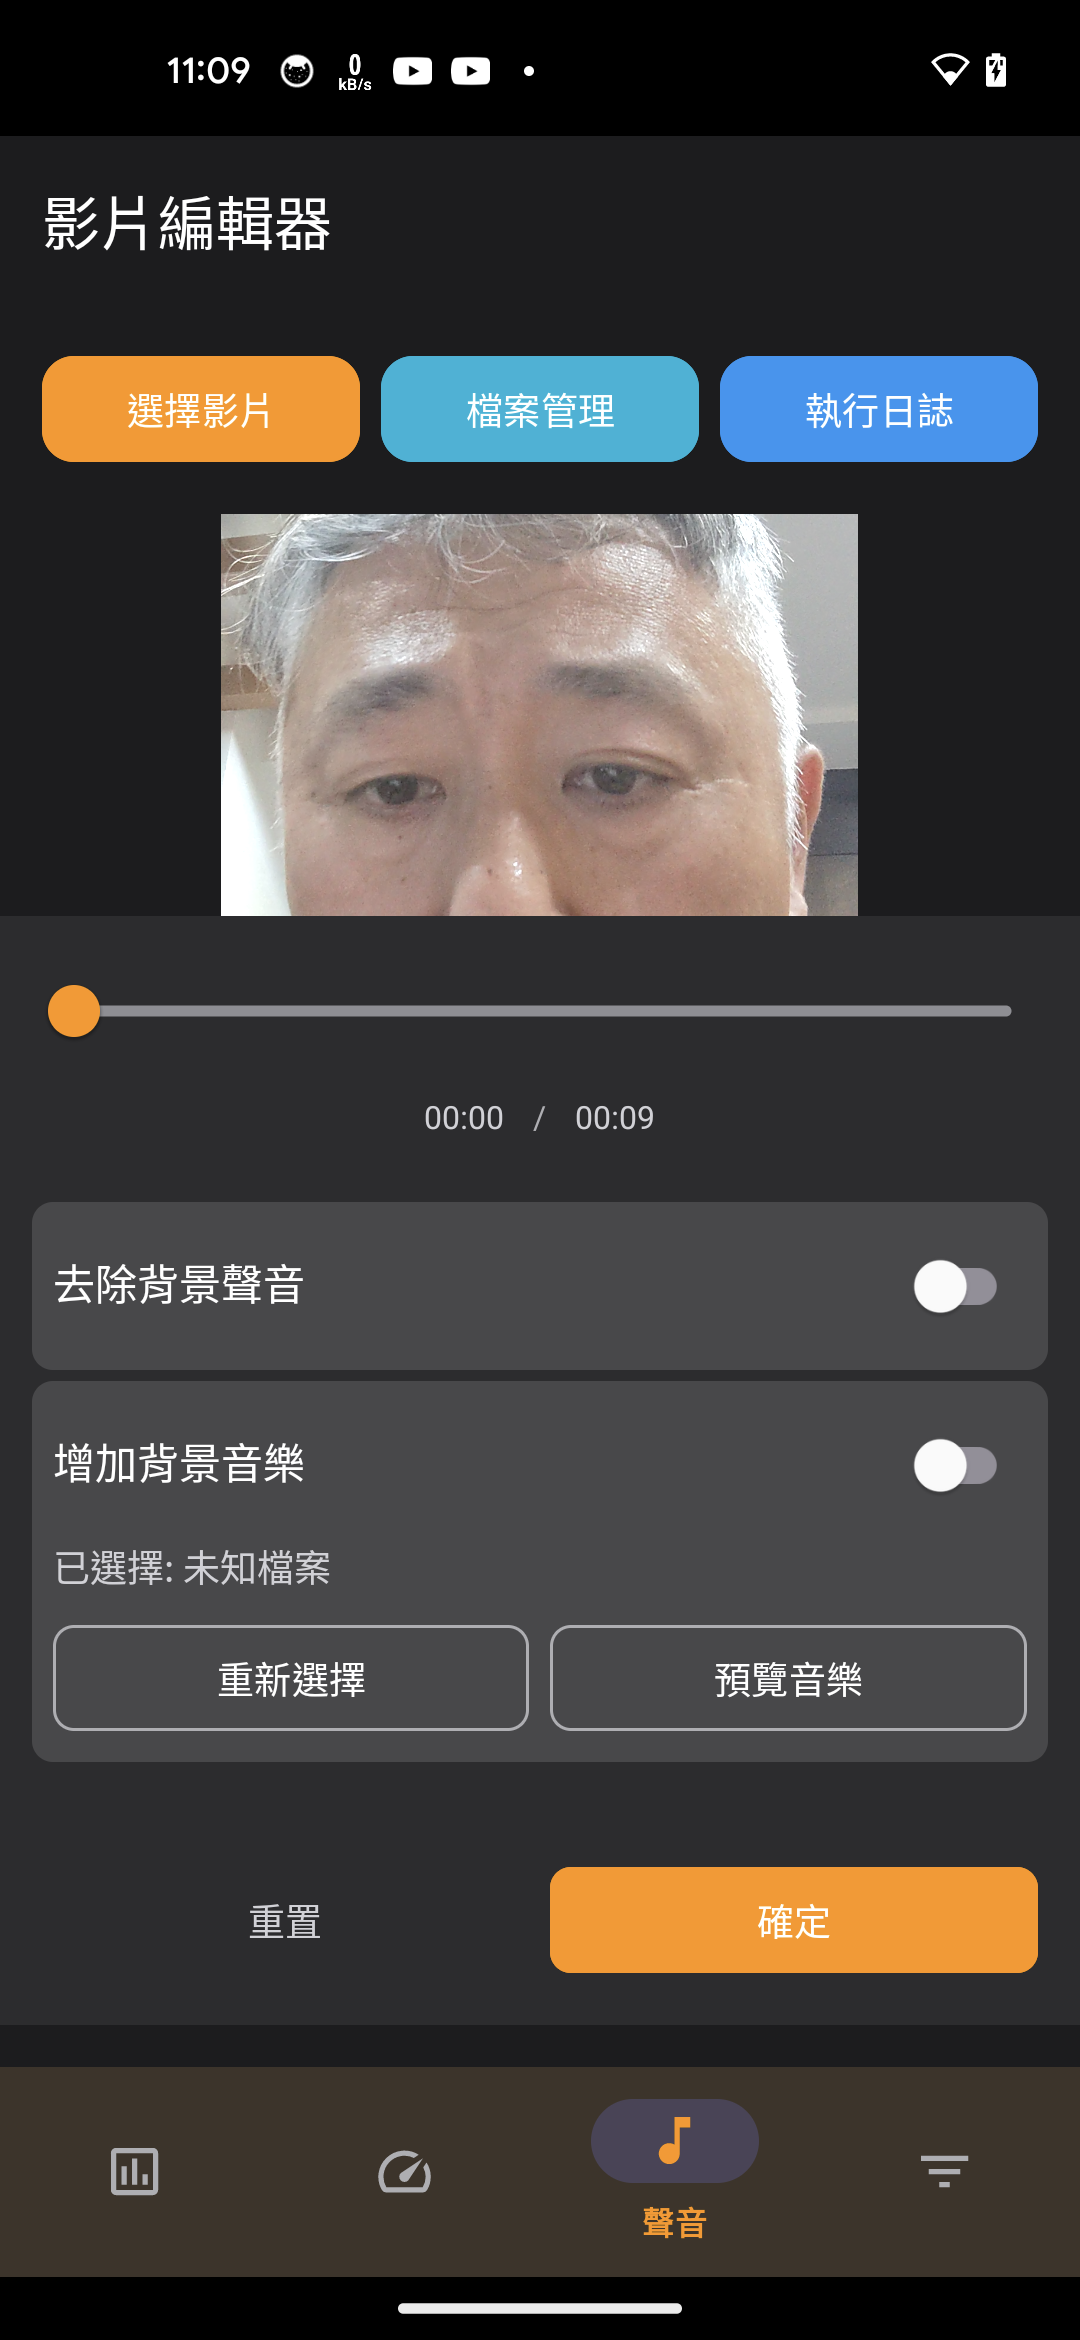 11:09
0
kB/s
影片編輯器
選擇影片
檔案管理
執行日誌
00:00 / 00:09
去除背景聲音
增加背景音樂
已選擇: 未知檔案
重新選擇
預覽音樂
重置
確定
聲音